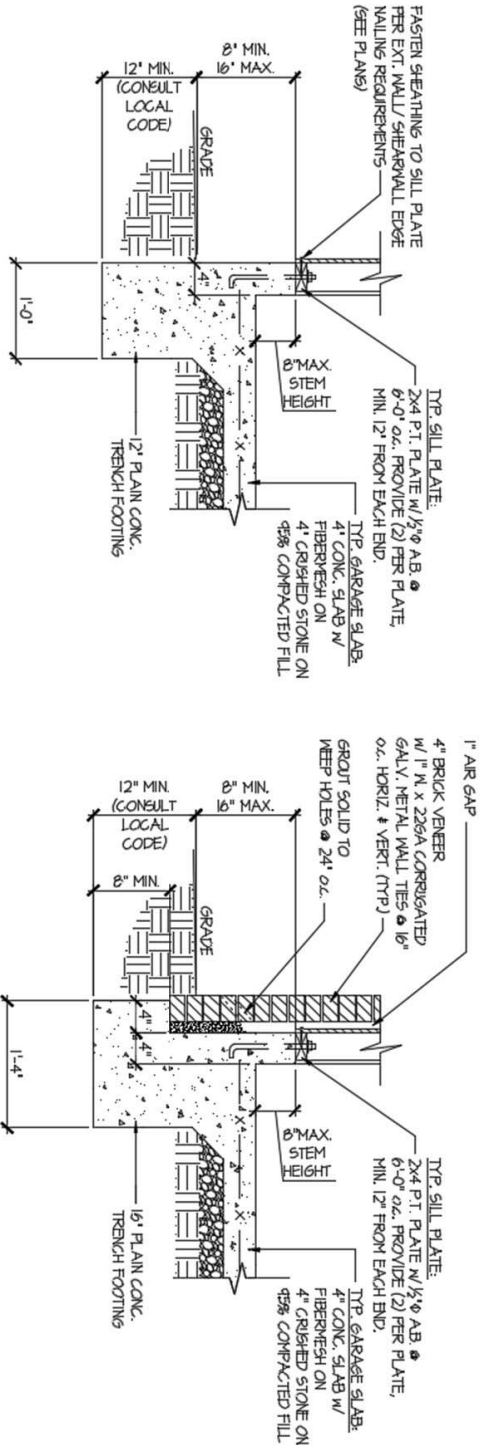 FASTEN SHEATHING TO SILL PLATE
PER EXT. WALL/ SHEARWALL EDGE
NAILING REQUIREMENTS
(SEE PLANS)
TYP. SILL PLATE:
2x4 P.T. PLATE W/ ½"Φ A.B. @
6'-0" o.c. PROVIDE (2) PER PLATE,
MIN. 12" FROM EACH END.
8" MIN.
16" MAX.
12" MIN.
(CONSULT
LOCAL
CODE)
GRADE
4"
8"MAX.
STEM
HEIGHT
TYP. GARAGE SLAB:
4" CONC. SLAB W/
FIBERMESH ON
4" CRUSHED STONE ON
95% COMPACTED FILL
1'-0"
12" PLAIN CONC.
TRENCH FOOTING
1" AIR GAP
4" BRICK VENEER
W/ 1" W. x 22GA CORRUGATED
GALV. METAL WALL TIES @ 16"
o.c. HORIZ. & VERT. (TYP.)
GROUT SOLID TO
WEEP HOLES @ 24" o.c.
TYP. SILL PLATE:
2x4 P.T. PLATE W/ ½"Φ A.B. @
6'-0" o.c. PROVIDE (2) PER PLATE,
MIN. 12" FROM EACH END.
8" MIN.
16" MAX.
12" MIN.
(CONSULT
LOCAL
CODE)
8" MIN.
GRADE
4"
4"
8"MAX.
STEM
HEIGHT
TYP. GARAGE SLAB:
4" CONC. SLAB W/
FIBERMESH ON
4" CRUSHED STONE ON
95% COMPACTED FILL
1'-4"
16" PLAIN CONC.
TRENCH FOOTING